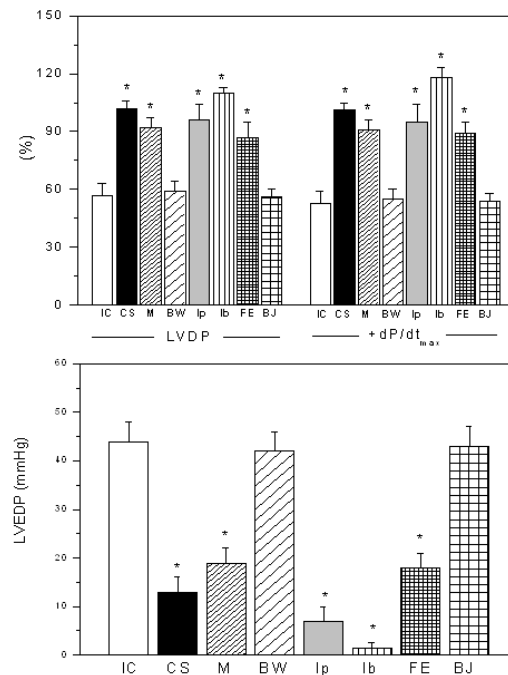 150
120
90
60
30
0
(%)
* * * * *
* * * * *
IC CS M BW Ip Ib FE BJ
IC CS M BW Ip Ib FE BJ
LVDP
+dP/dtmax
60
50
40
30
20
10
0
LVEDP (mmHg)
* * * * *
IC CS M BW Ip Ib FE BJ